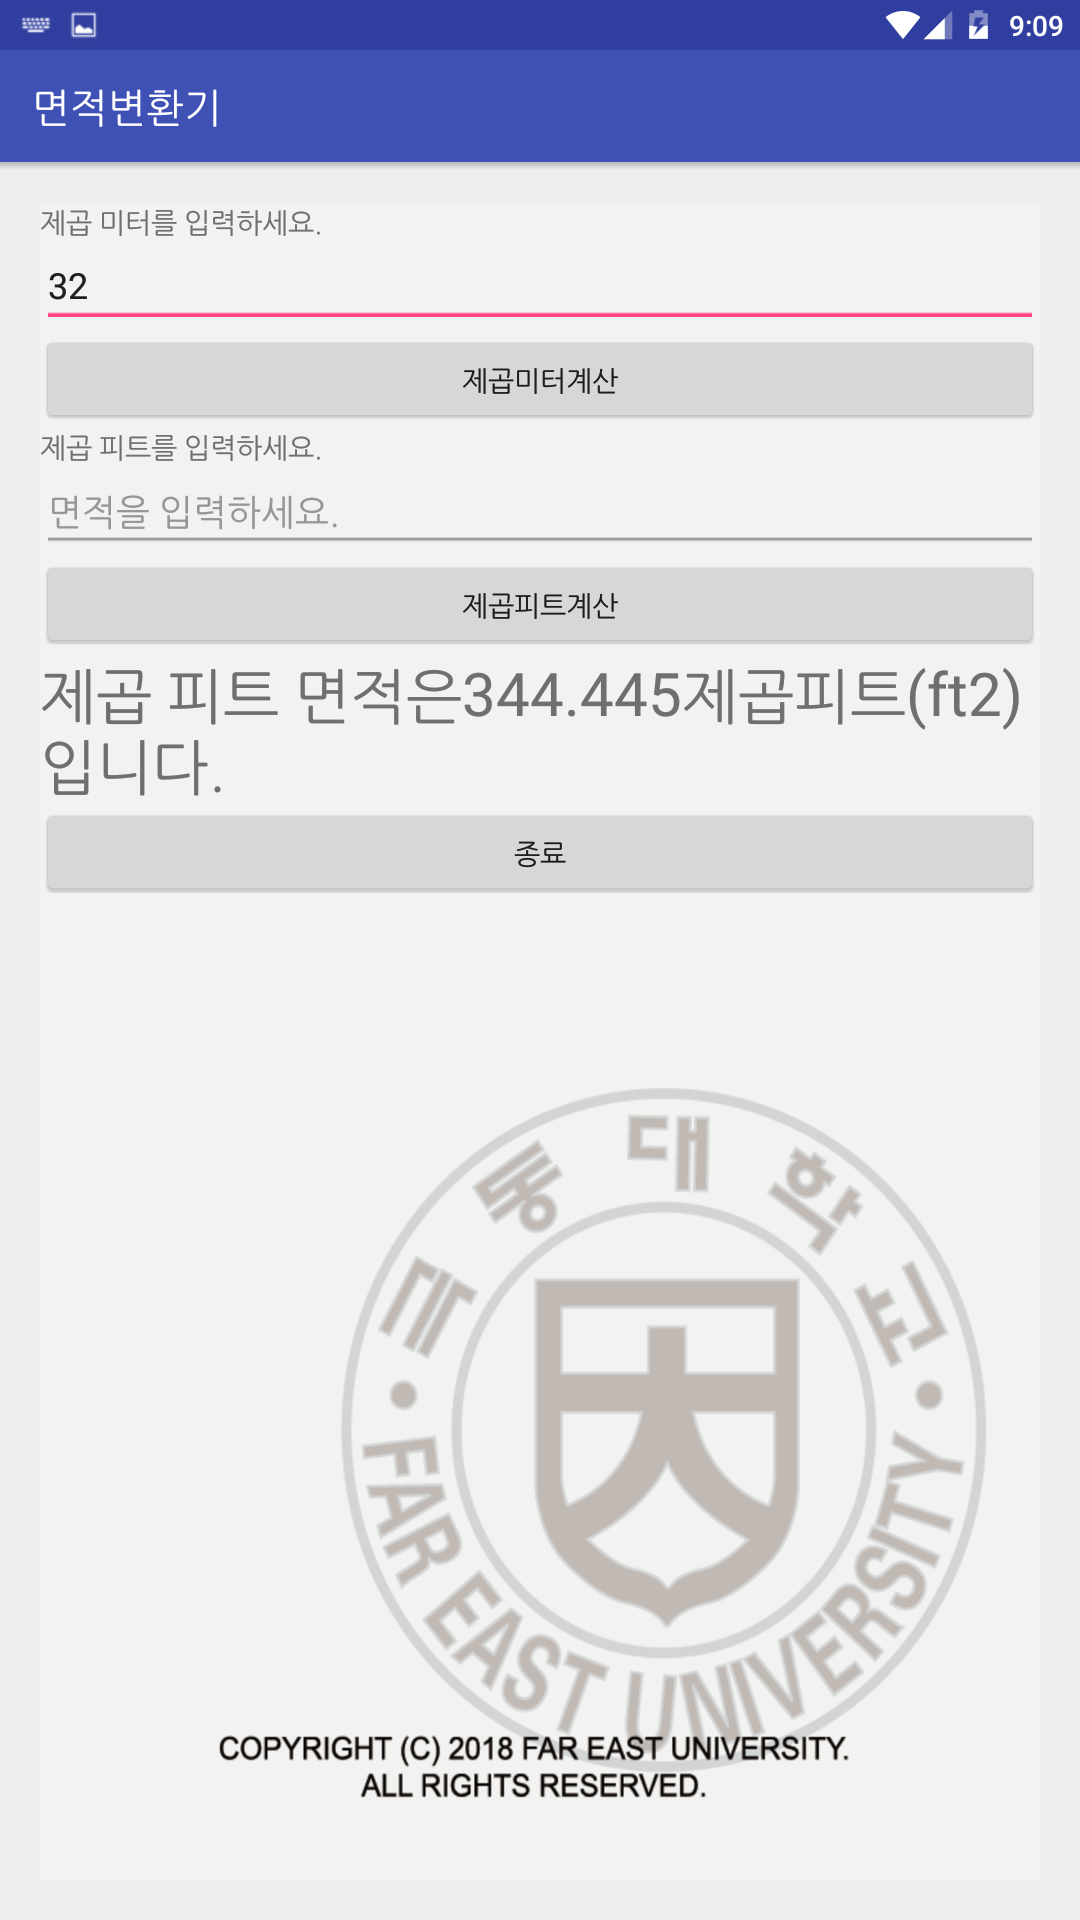 9:09
면적변환기
제곱 미터를 입력하세요.
32
제곱미터계산
제곱 피트를 입력하세요.
면적을 입력하세요.
제곱피트계산
제곱 피트 면적은344.445제곱피트(ft2)
입니다.
종료
극동대학교
FAR EAST UNIVERSITY
COPYRIGHT (C) 2018 FAR EAST UNIVERSITY.
ALL RIGHTS RESERVED.